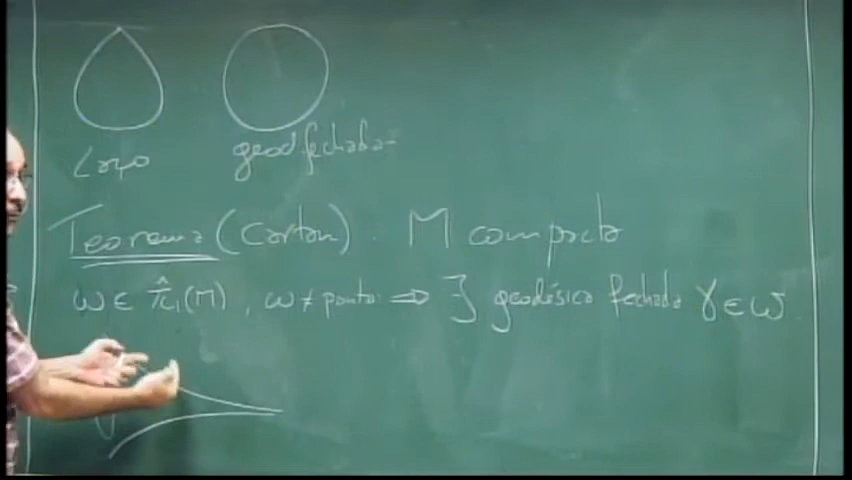 Laço
geod fechada
Teorema (Cartan). M compacta
ω ∈ π̂₁(M), ω ≠ ponto ⟹ ∃ geodésica fechada γ ∈ ω